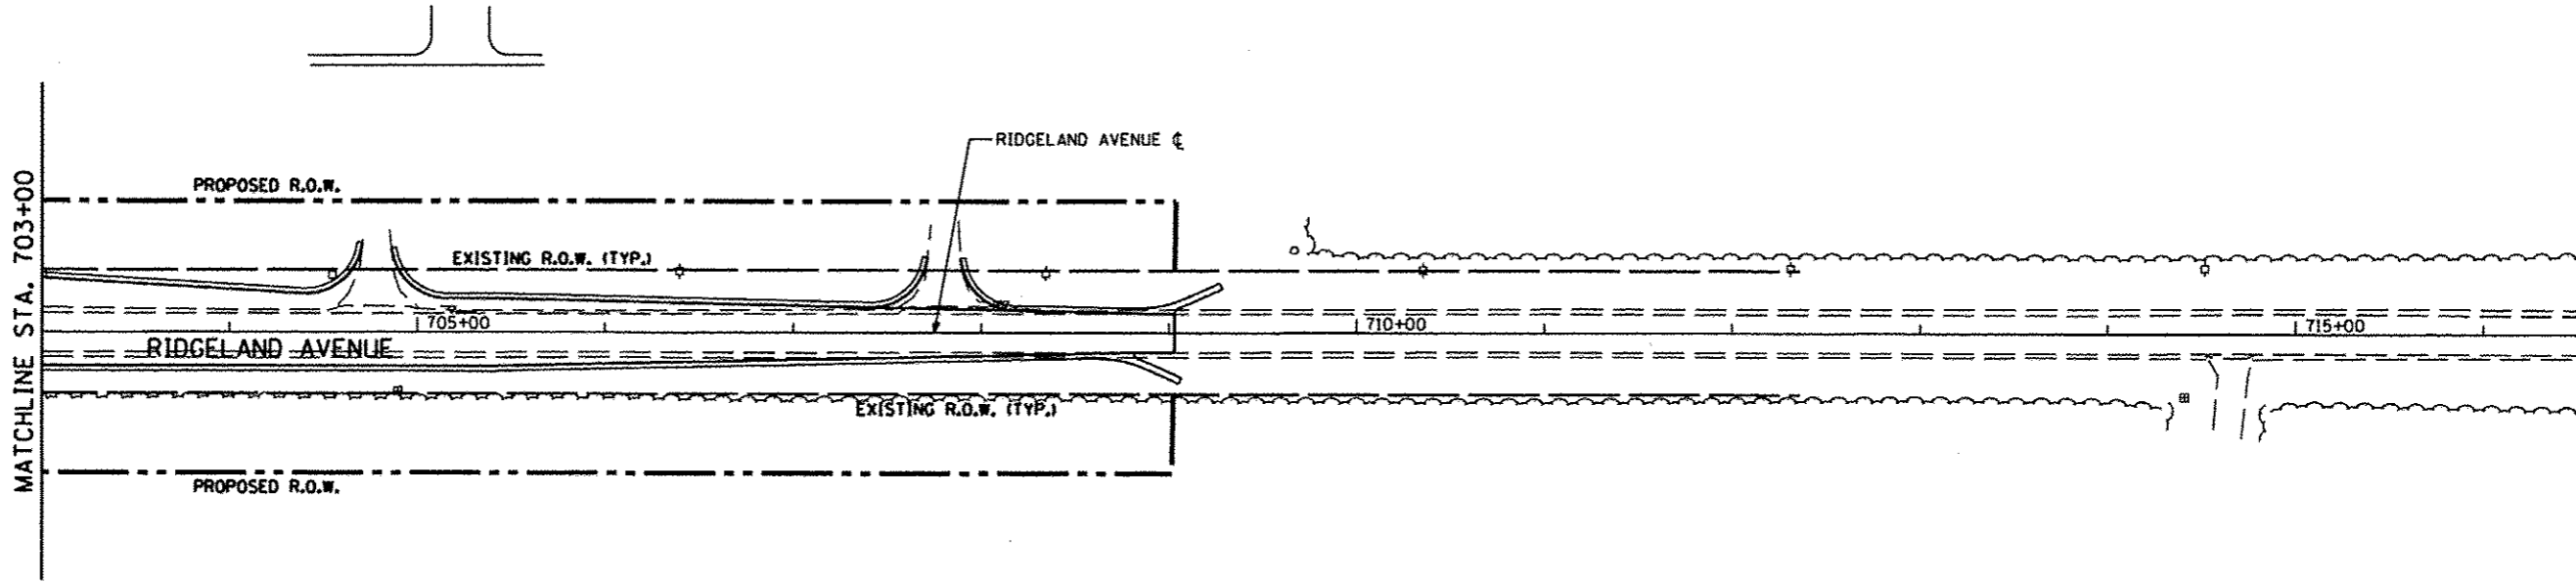 RIDGELAND AVENUE ℄
PROPOSED R.O.W.
MATCHLINE STA. 703+00
EXISTING R.O.W. (TYP.)
705+00
710+00
715+00
RIDGELAND AVENUE
EXISTING R.O.W. (TYP.)
PROPOSED R.O.W.